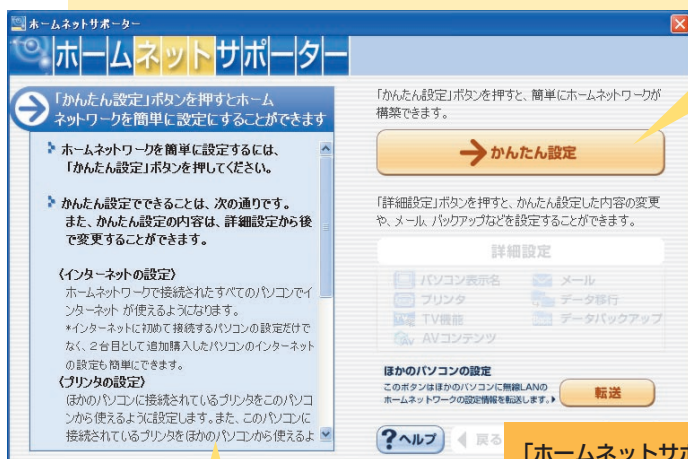 ホームネットサポーター
ホームネットサポーター
「かんたん設定」ボタンを押すとホーム
ネットワークを簡単に設定にすることができます
ホームネットワークを簡単に設定するには、
「かんたん設定」ボタンを押してください。
かんたん設定でできることは、次の通りです。
また、かんたん設定の内容は、詳細設定から後
で変更することができます。
〈インターネットの設定〉
ホームネットワークで接続されたすべてのパソコンでイ
ンターネット が使えるようになります。
*インターネットに初めて接続するパソコンの設定だけで
なく、2台目として追加購入したパソコンのインターネット
の設定も簡単にできます。
〈プリンタの設定〉
ほかのパソコンに接続されているプリンタをこのパソコ
ンから使えるように設定します。また、このパソコンに
接続されているプリンタをほかのパソコンから使えるよ
「かんたん設定」ボタンを押すと、簡単にホームネットワークが
構築できます。
かんたん設定
「詳細設定」ボタンを押すと、かんたん設定した内容の変更
や、メール、バックアップなどを設定することができます。
詳細設定
パソコン表示名
メール
プリンタ
データ移行
TV機能
データバックアップ
AVコンテンツ
ほかのパソコンの設定
このボタンはほかのパソコンに無線LANの
ホームネットワークの設定情報を転送します。
転送
?ヘルプ
戻る
「ホームネットサポ